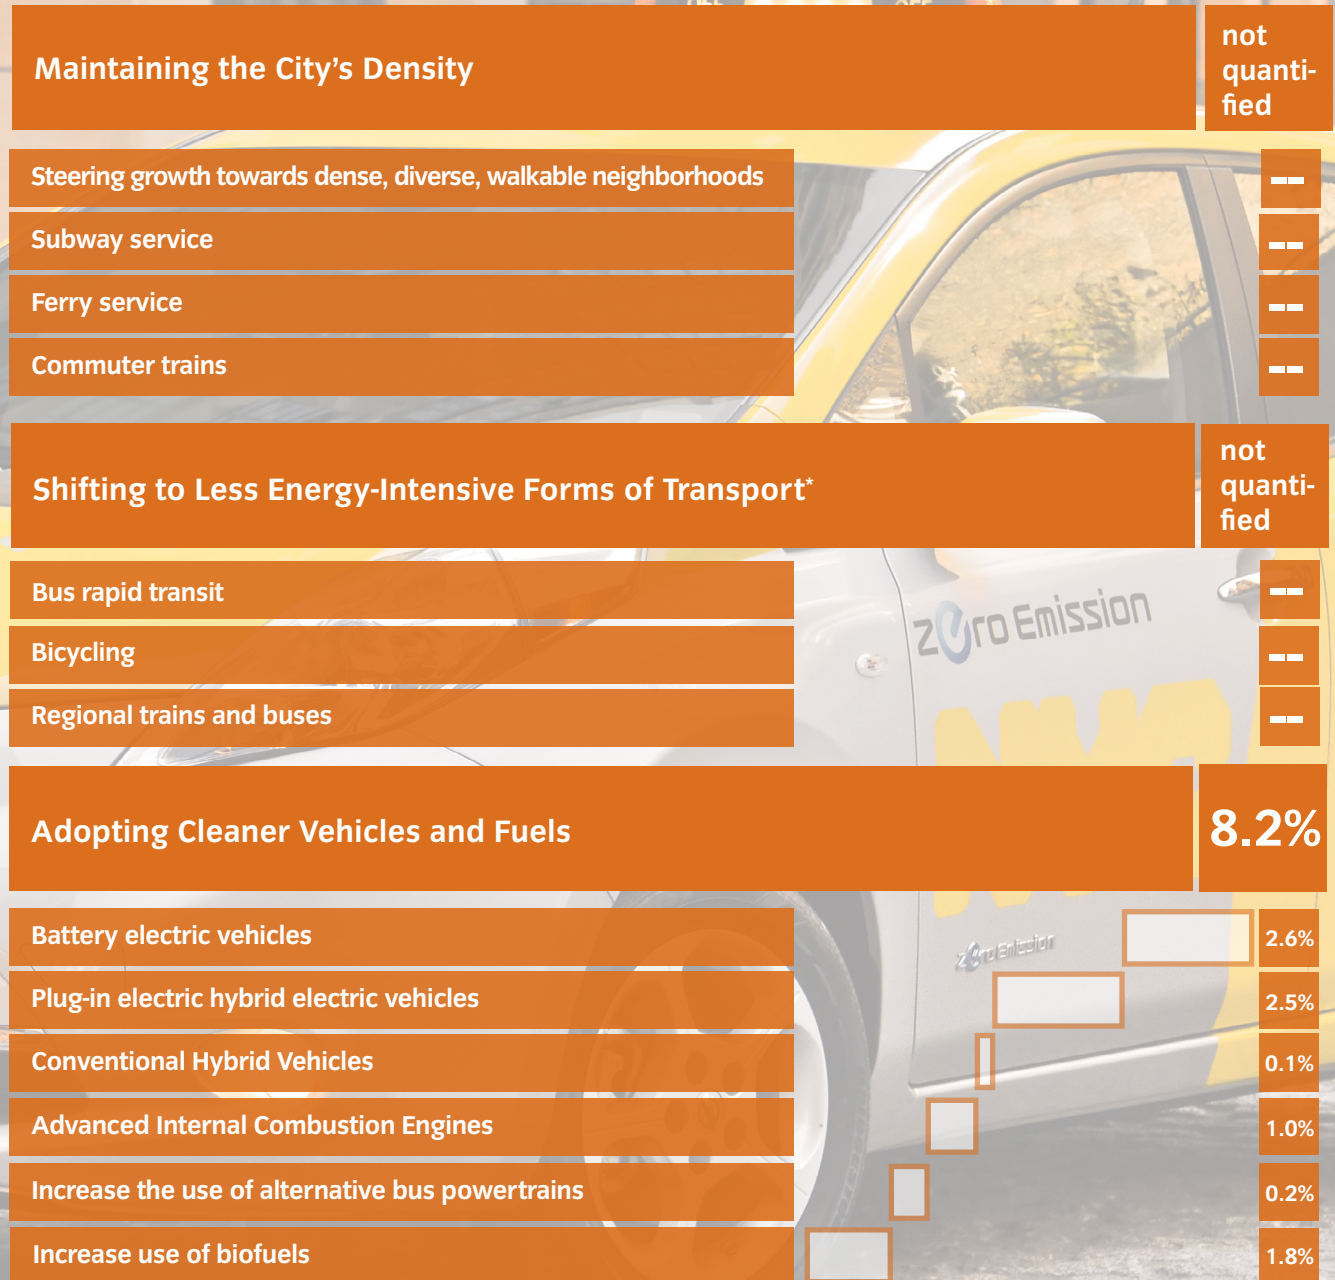 Maintaining the City's Density
not
quanti-
fied
Steering growth towards dense, diverse, walkable neighborhoods
--
Subway service
--
Ferry service
--
Commuter trains
--
Shifting to Less Energy-Intensive Forms of Transport*
not
quanti-
fied
Bus rapid transit
--
zero Emission
Bicycling
--
Regional trains and buses
--
Adopting Cleaner Vehicles and Fuels
8.2%
Battery electric vehicles
2.6%
zero Emission
Plug-in electric hybrid electric vehicles
2.5%
Conventional Hybrid Vehicles
0.1%
Advanced Internal Combustion Engines
1.0%
Increase the use of alternative bus powertrains
0.2%
Increase use of biofuels
1.8%